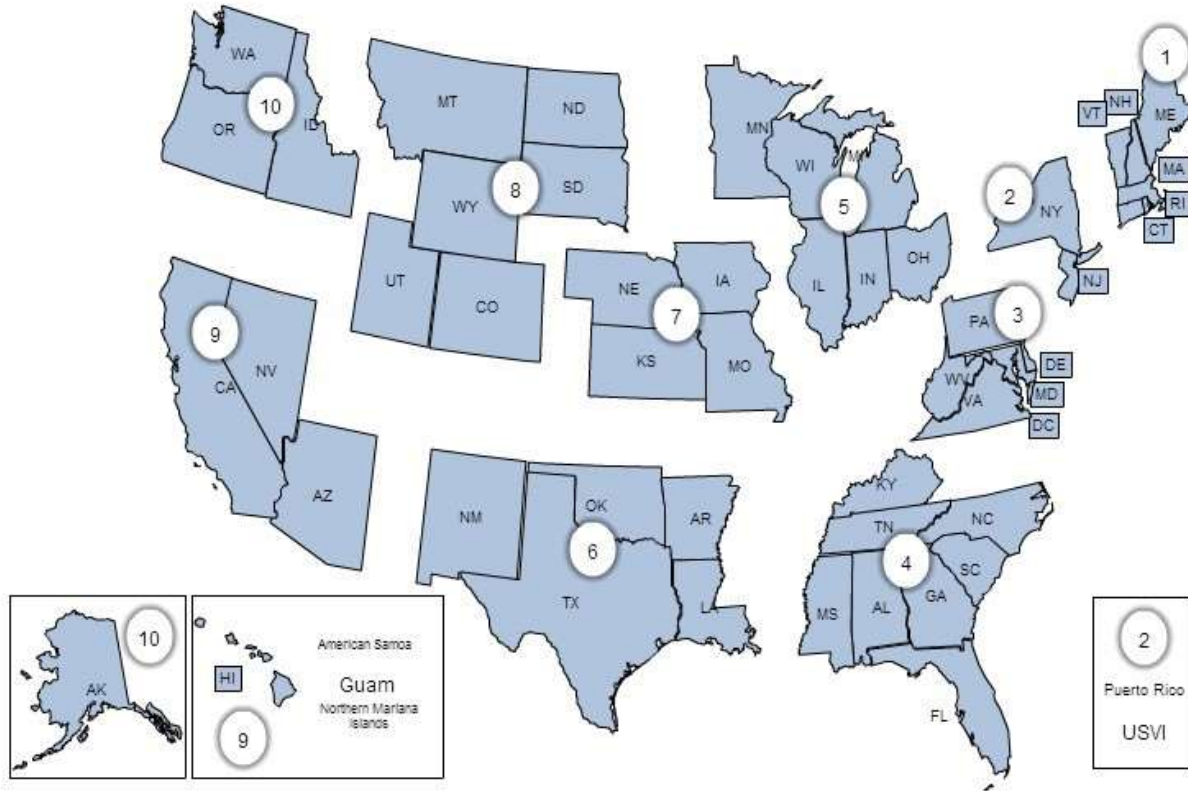 1
WA
10
OR
ID
MT
ND
8
SD
WY
UT
CO
MN
WI
MI
5
IL
IN
OH
VT
NH
ME
MA
RI
CT
2
NY
NJ
9
CA
NV
AZ
NE
IA
7
KS
MO
PA
3
WV
VA
DE
MD
DC
NM
OK
AR
6
TX
LA
KY
TN
NC
4
SC
MS
AL
GA
FL
10
AK
HI
American Samoa
Guam
Northern Mariana
Islands
9
2
Puerto Rico
USVI